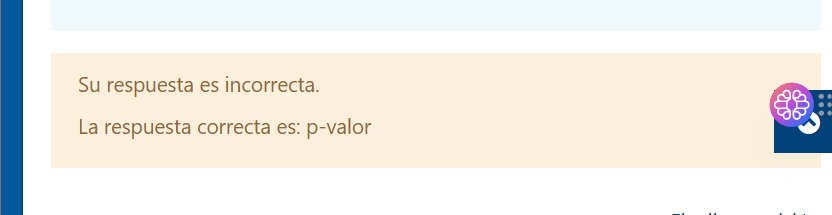 Su respuesta es incorrecta.
La respuesta correcta es: p-valor